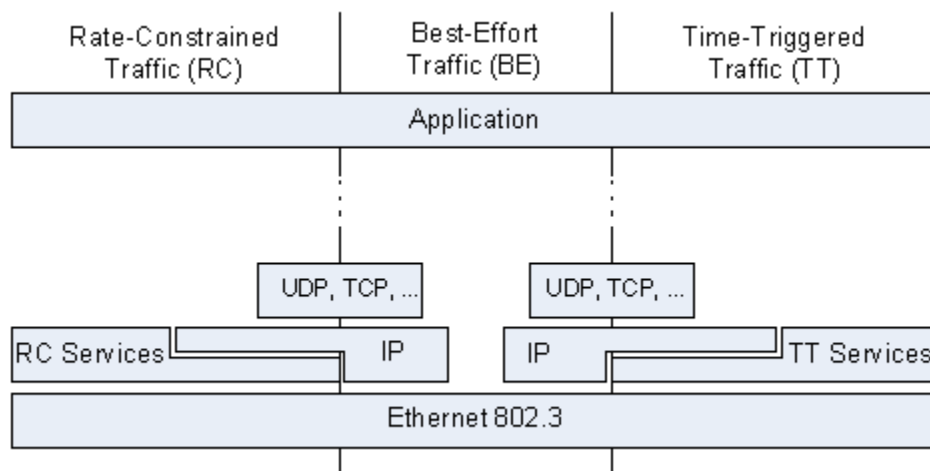 Rate-Constrained
Traffic (RC)
Best-Effort
Traffic (BE)
Time-Triggered
Traffic (TT)
Application
UDP, TCP, ...
UDP, TCP, ...
RC Services
IP
IP
TT Services
Ethernet 802.3